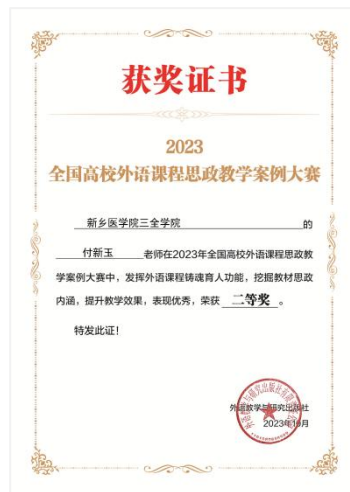 获奖证书
2023
全国高校外语课程思政教学案例大赛
新乡医学院三全学院 的
付新玉 老师在2023年全国高校外语课程思政教
学案例大赛中，发挥外语课程铸魂育人功能，挖掘教材思政
内涵，提升教学效果，表现优秀，荣获 二等奖 。
特发此证！
外语教学与研究出版社
2023年10月